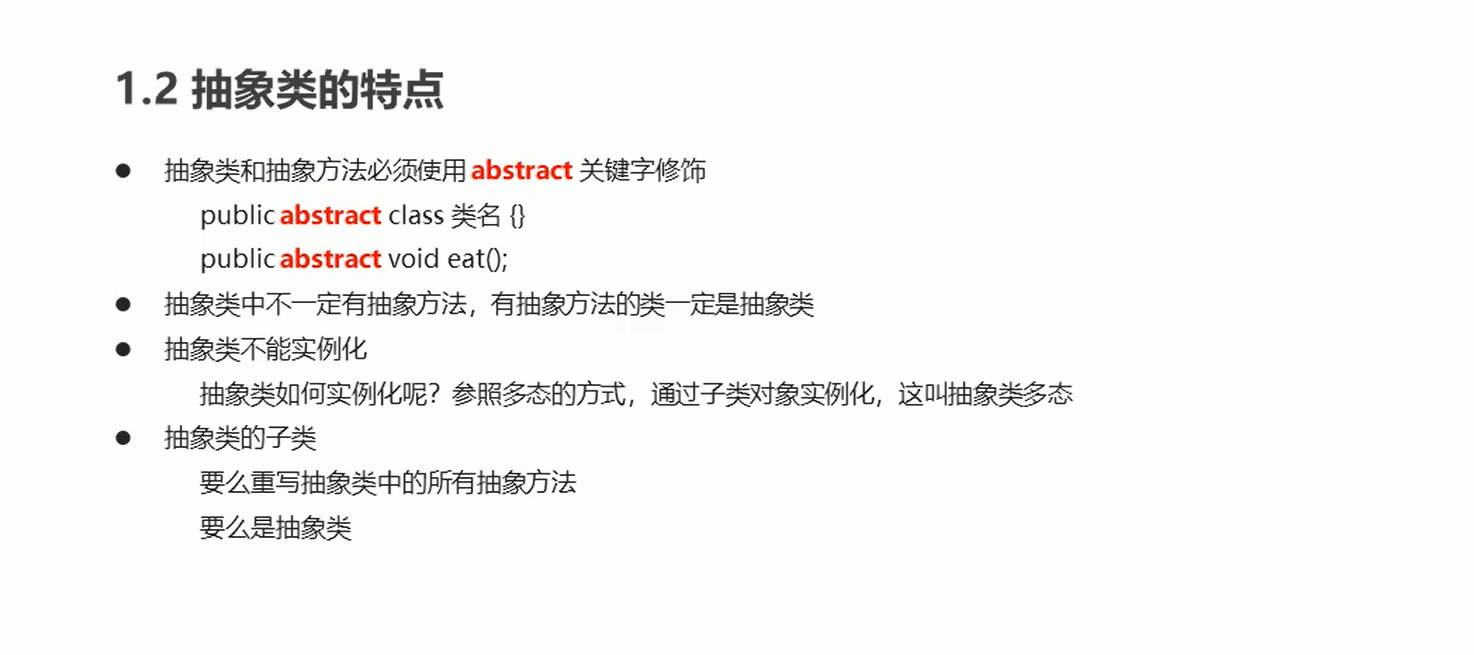 1.2 抽象类的特点
● 抽象类和抽象方法必须使用 abstract 关键字修饰
public abstract class 类名 {}
public abstract void eat();
● 抽象类中不一定有抽象方法，有抽象方法的类一定是抽象类
● 抽象类不能实例化
抽象类如何实例化呢？参照多态的方式，通过子类对象实例化，这叫抽象类多态
● 抽象类的子类
要么重写抽象类中的所有抽象方法
要么是抽象类